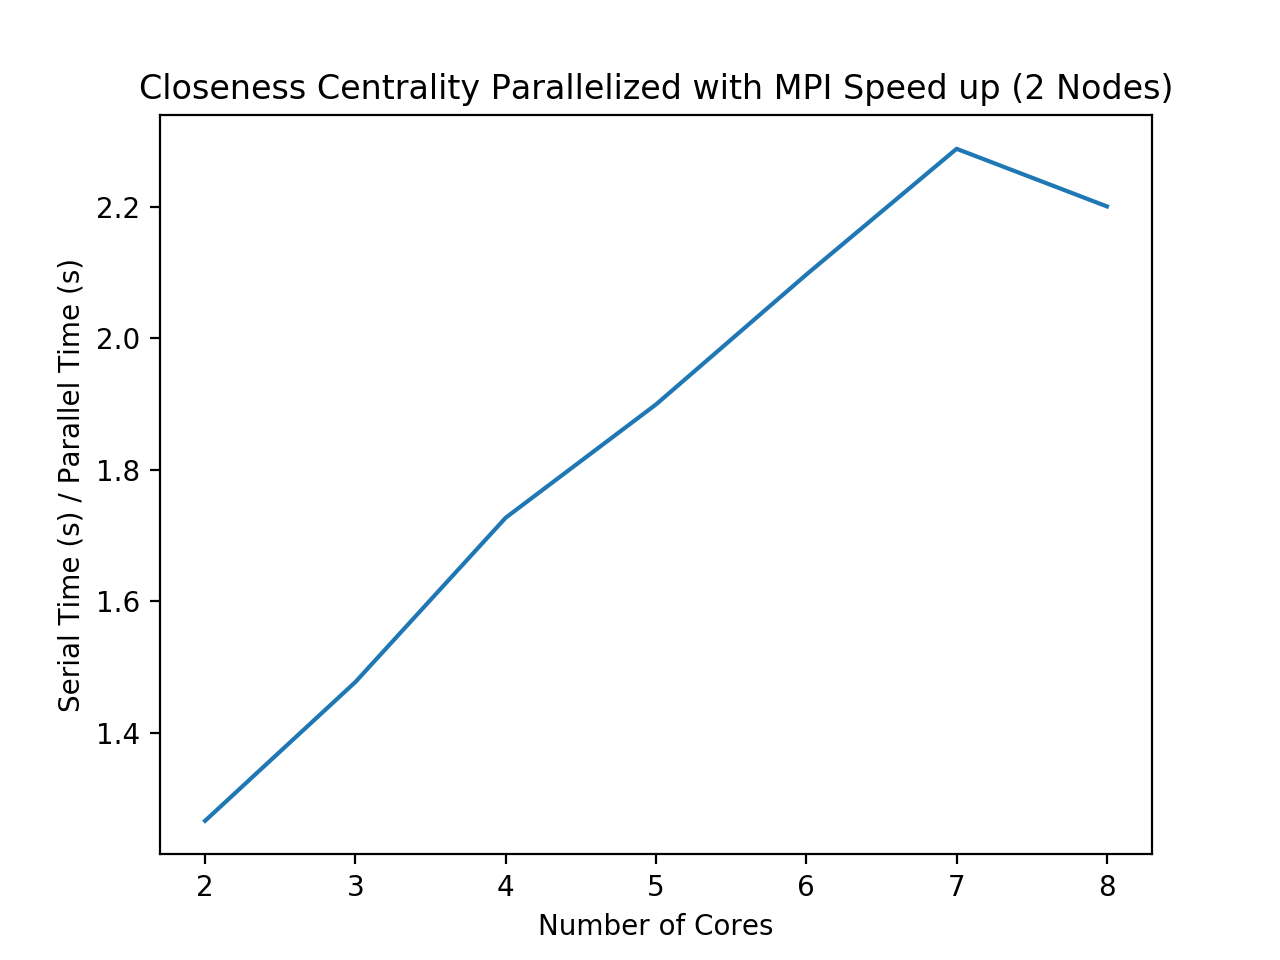 Closeness Centrality Parallelized with MPI Speed up (2 Nodes)
Serial Time (s) / Parallel Time (s)
2.2
2.0
1.8
1.6
1.4
2 3 4 5 6 7 8
Number of Cores